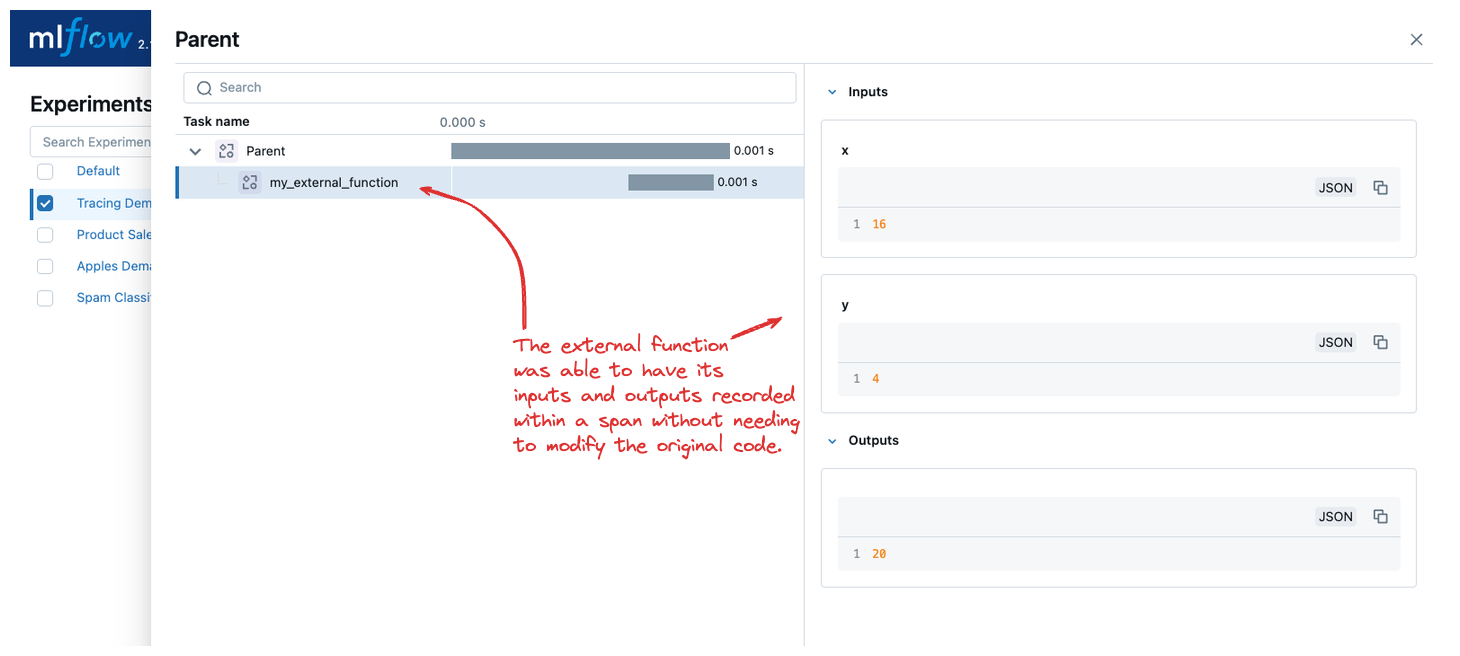 mlflow 2.
Experiments
Search Experimen
Default
Tracing Dem
Product Sale
Apples Dema
Spam Classi
Parent
Search
Task name 0.000 s
Parent 0.001 s
my_external_function 0.001 s
The external function
was able to have its
inputs and outputs recorded
within a span without needing
to modify the original code.
Inputs
x
JSON
1 16
y
JSON
1 4
Outputs
JSON
1 20